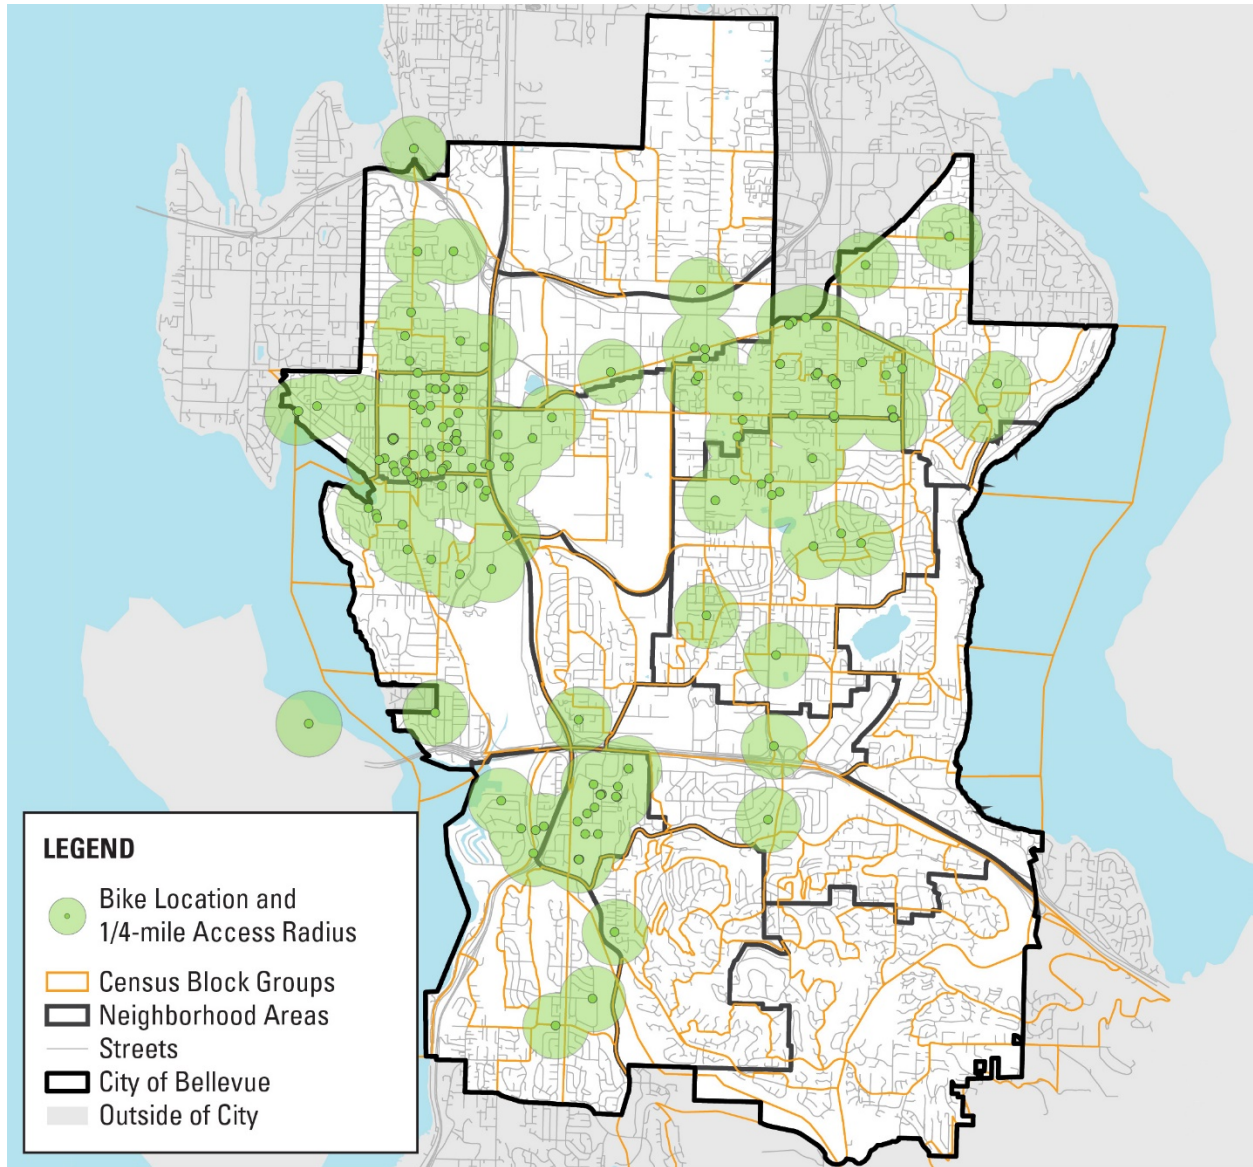 LEGEND
Bike Location and
1/4-mile Access Radius
Census Block Groups
Neighborhood Areas
Streets
City of Bellevue
Outside of City